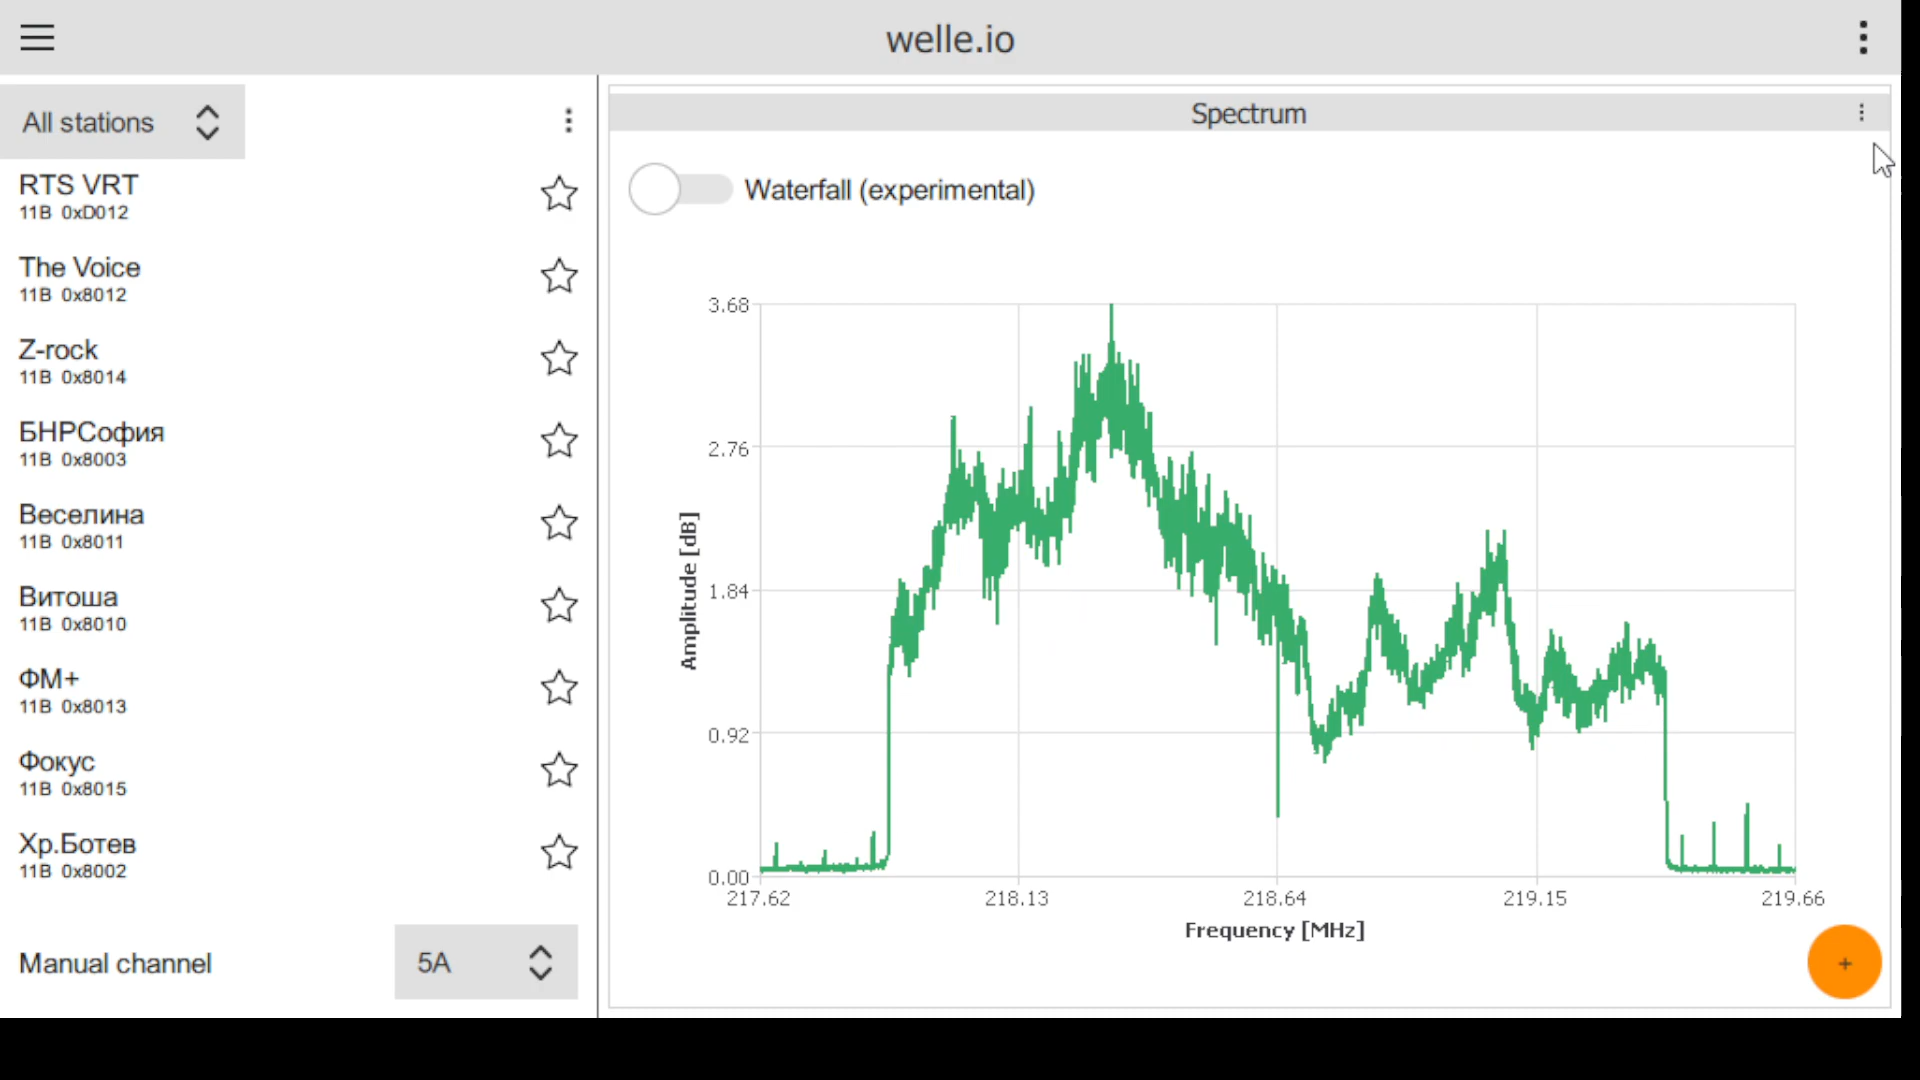 welle.io
All stations
RTS VRT
11B 0xD012
The Voice
11B 0x8012
Z-rock
11B 0x8014
БНРСофия
11B 0x8003
Веселина
11B 0x8011
Витоша
11B 0x8010
ФМ+
11B 0x8013
Фокус
11B 0x8015
Хр.Ботев
11B 0x8002
Manual channel
5A
Spectrum
Waterfall (experimental)
3.68
2.76
1.84
0.92
0.00
Amplitude [dB]
217.62 218.13 218.64 219.15 219.66
Frequency [MHz]
+